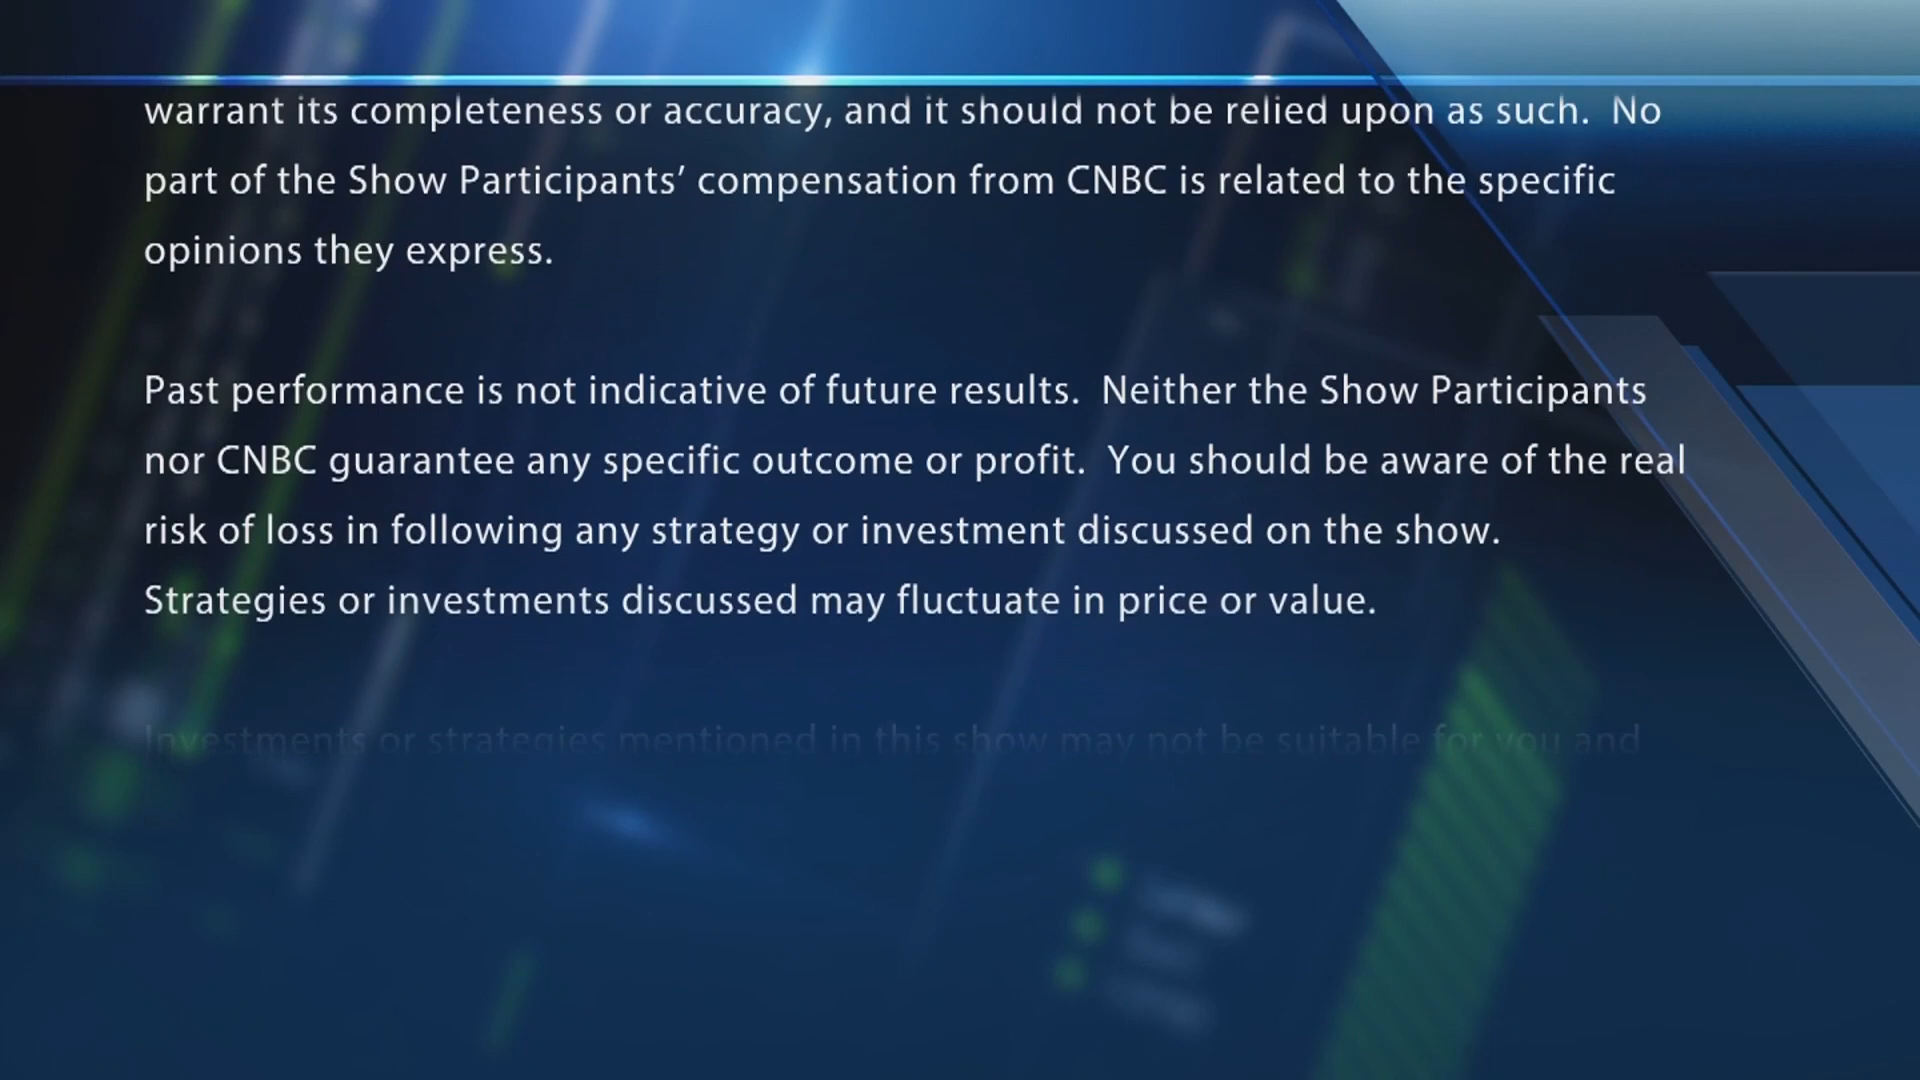 warrant its completeness or accuracy, and it should not be relied upon as such.  No
part of the Show Participants’ compensation from CNBC is related to the specific
opinions they express.
Past performance is not indicative of future results.  Neither the Show Participants
nor CNBC guarantee any specific outcome or profit.  You should be aware of the real
risk of loss in following any strategy or investment discussed on the show.
Strategies or investments discussed may fluctuate in price or value.
Investments or strategies mentioned in this show may not be suitable for you and